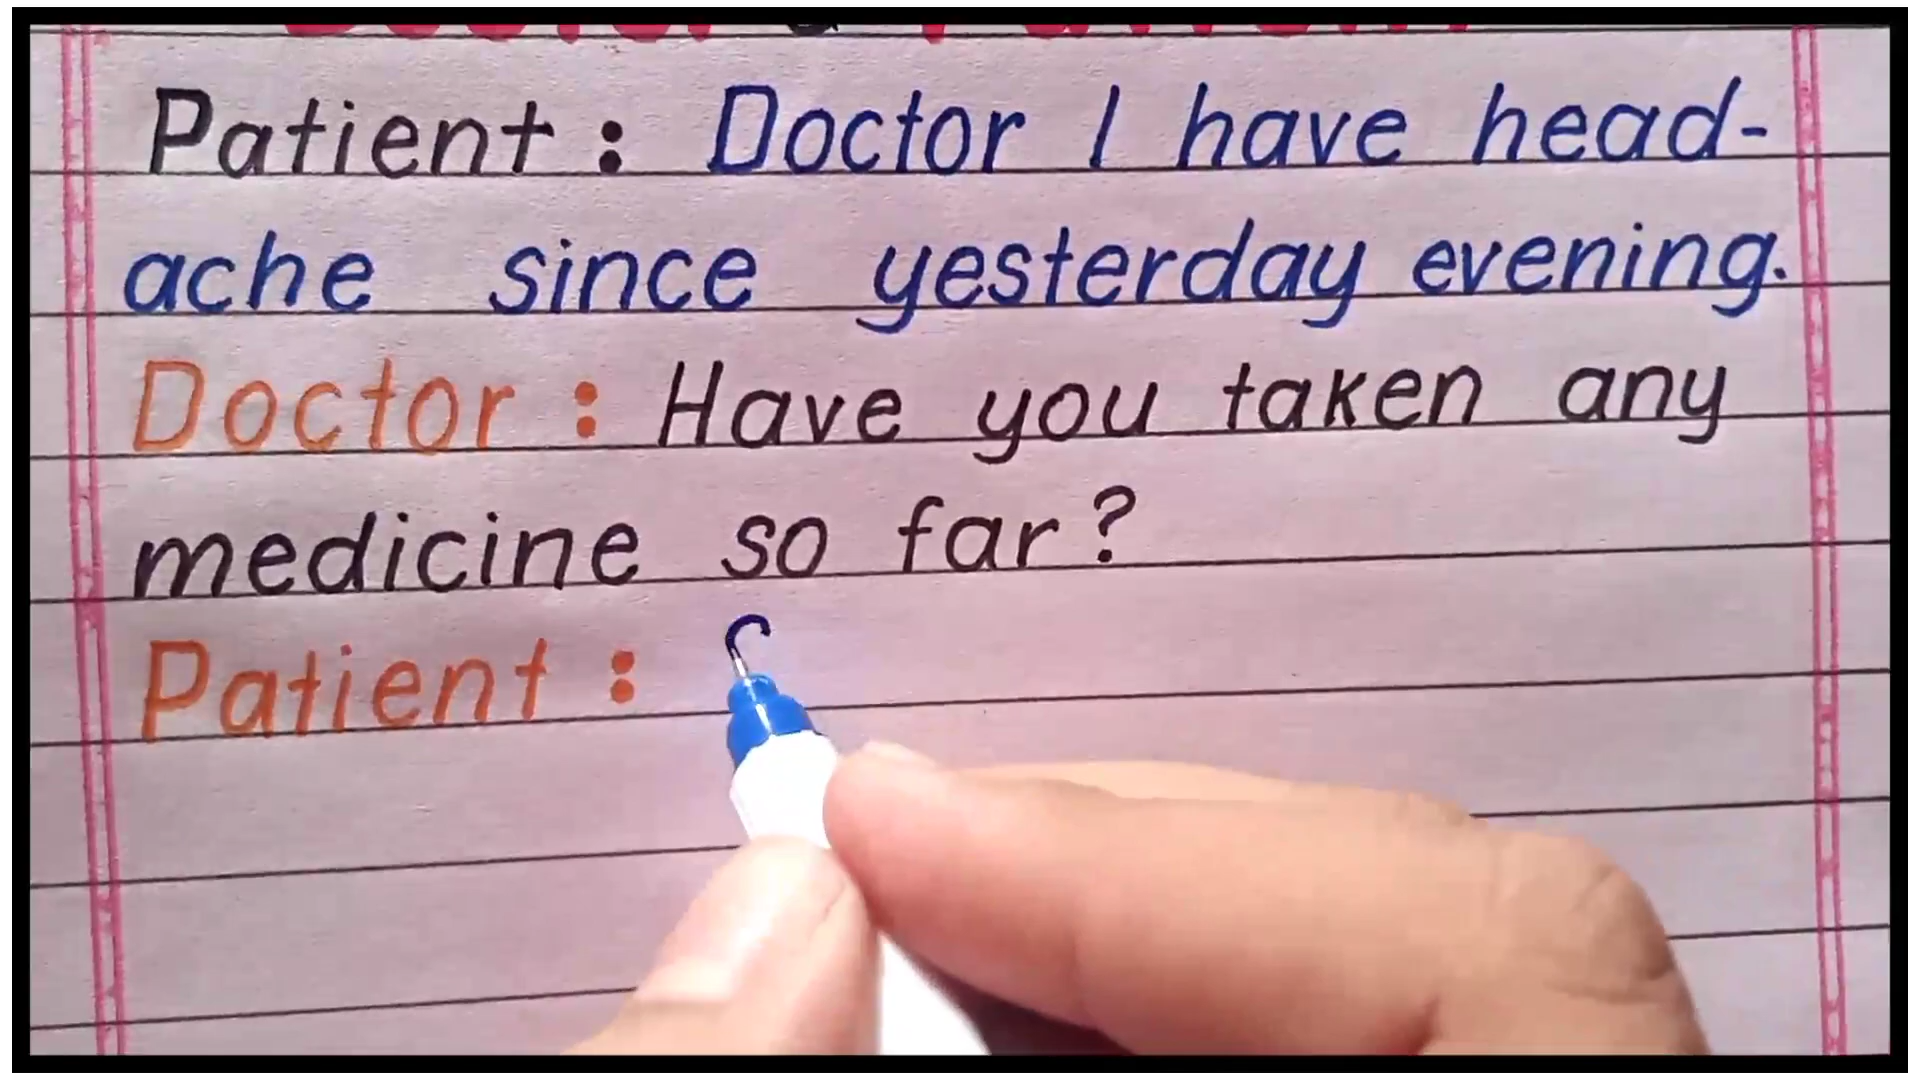 Patient : Doctor I have head-
ache since yesterday evening.
Doctor : Have you taken any
medicine so far?
Patient :